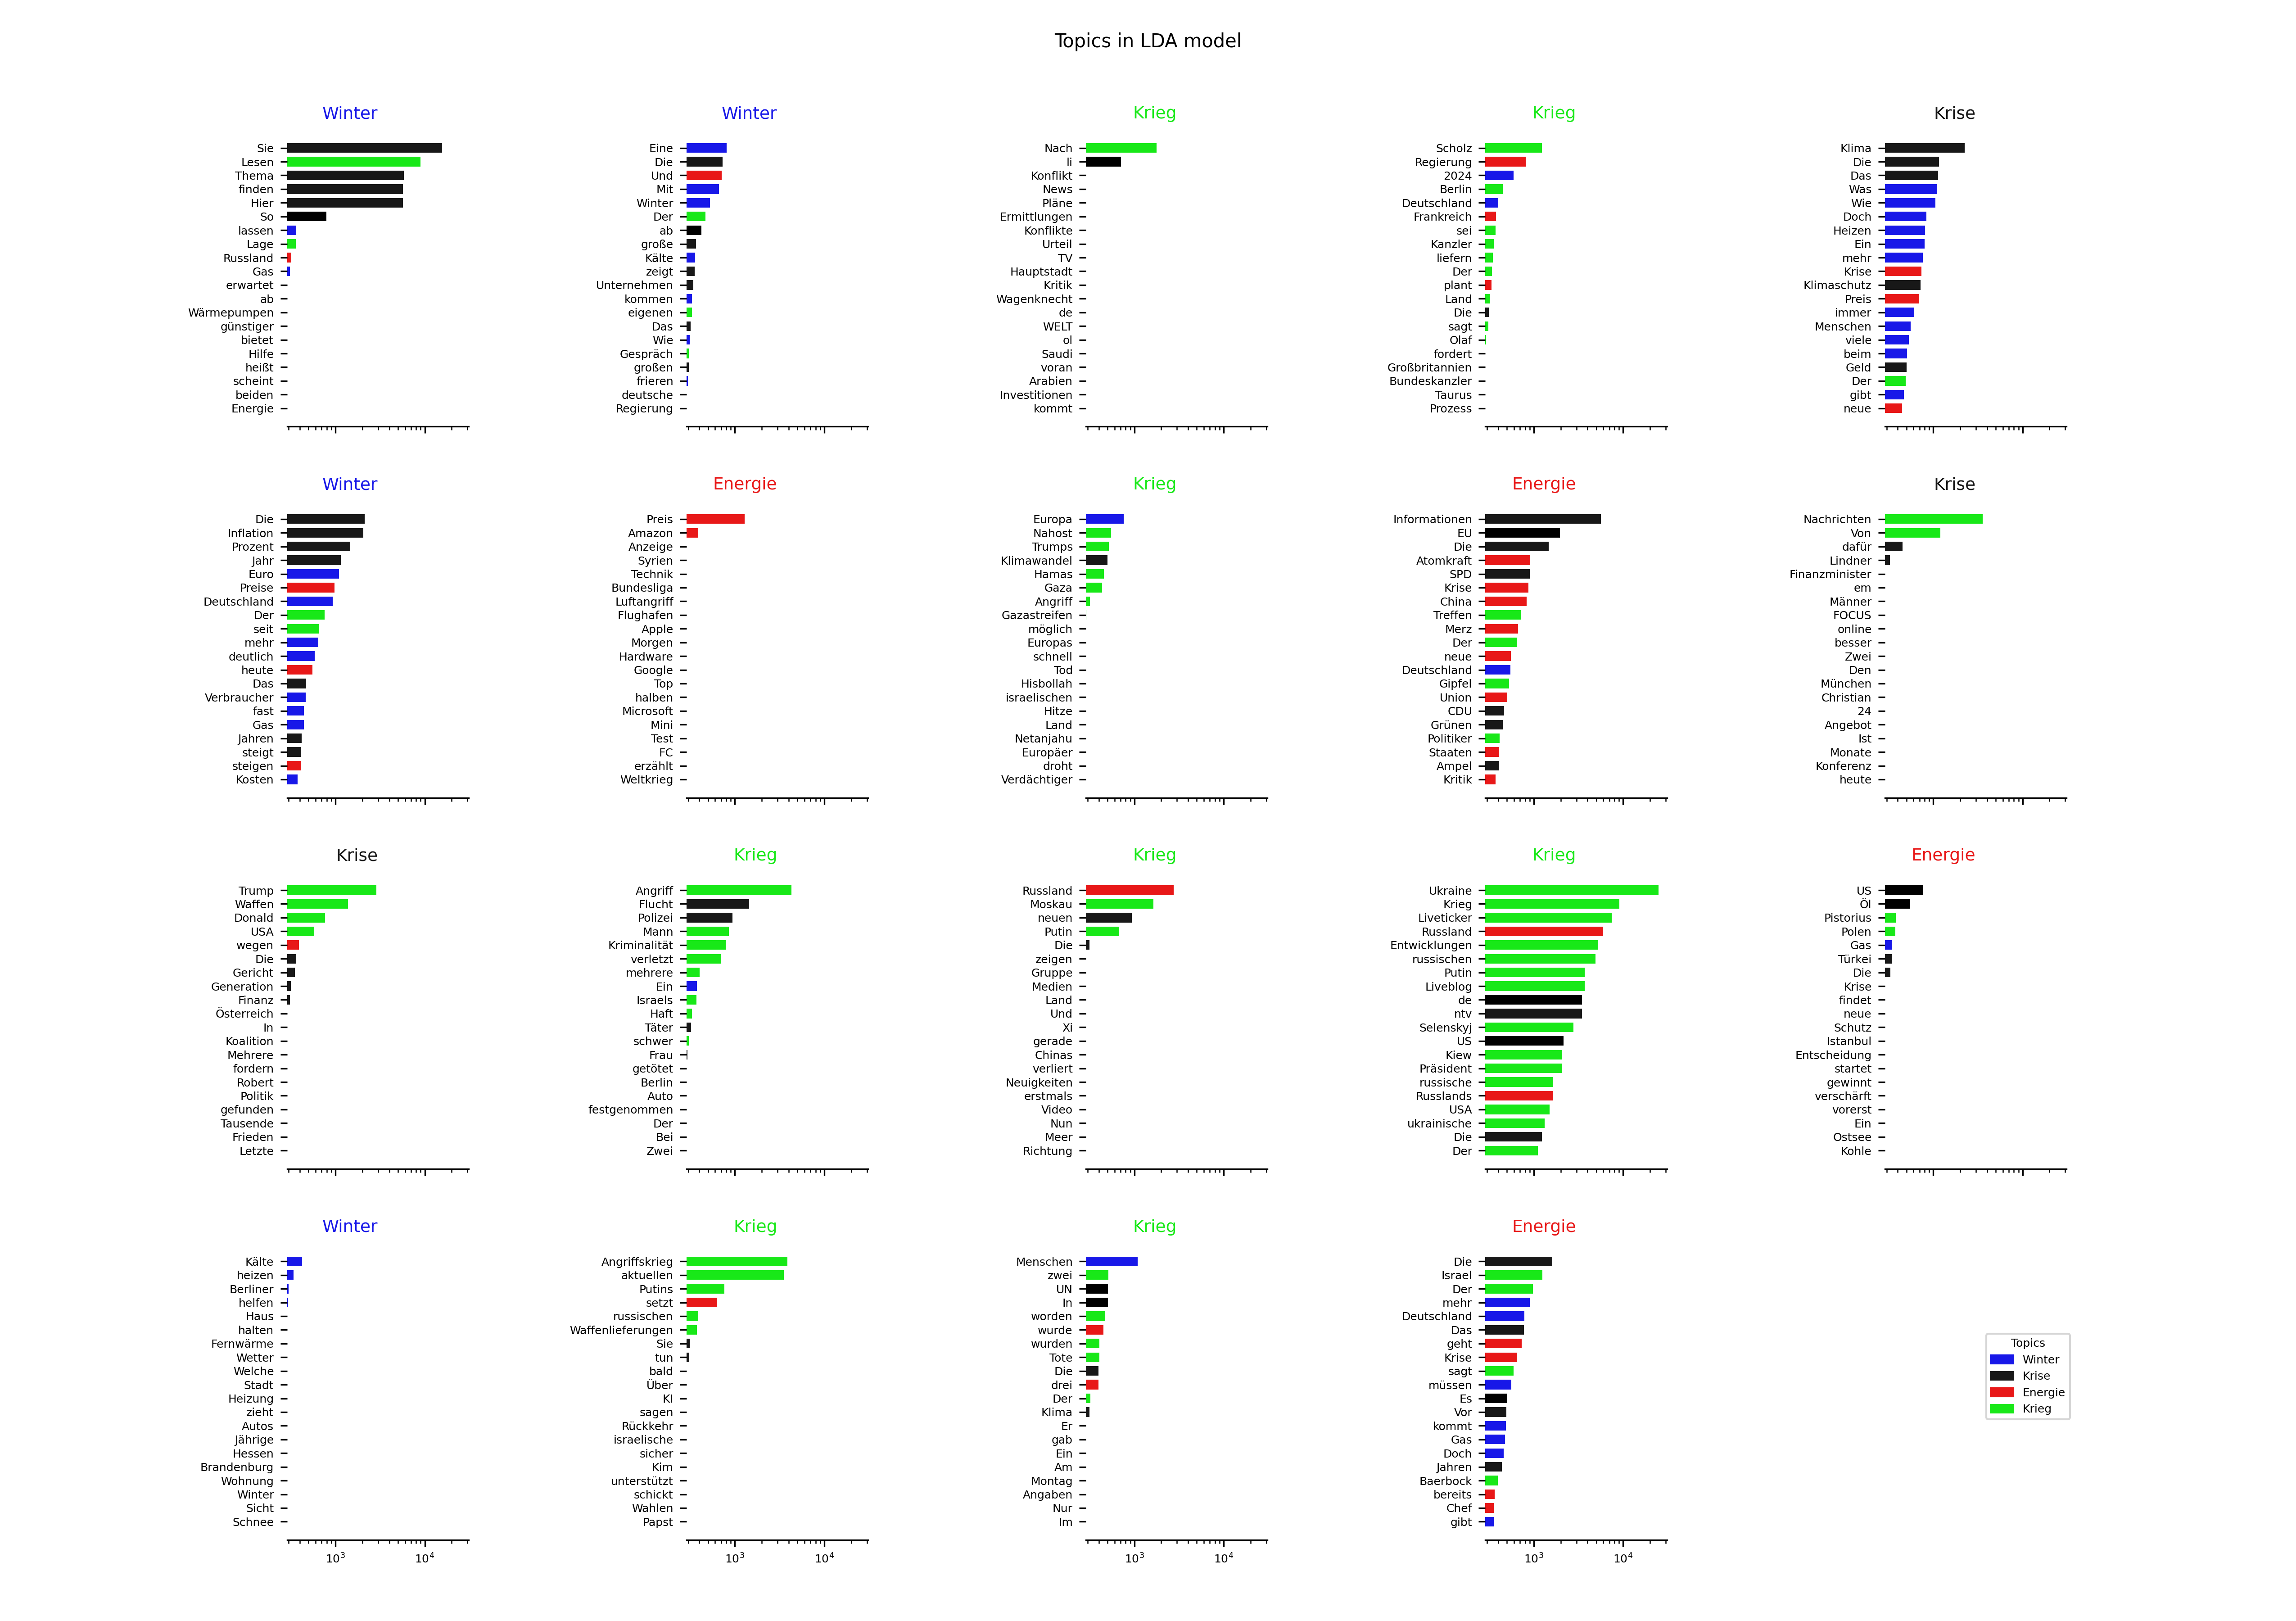 Topics in LDA model
Winter
Sie
Lesen
Thema
finden
Hier
So
lassen
Lage
Russland
Gas
erwartet
ab
Wärmepumpen
günstiger
bietet
Hilfe
heißt
scheint
beiden
Energie
Winter
Eine
Die
Und
Mit
Winter
Der
ab
große
Kälte
zeigt
Unternehmen
kommen
eigenen
Das
Wie
Gespräch
großen
frieren
deutsche
Regierung
Krieg
Nach
li
Konflikt
News
Pläne
Ermittlungen
Konflikte
Urteil
TV
Hauptstadt
Kritik
Wagenknecht
de
WELT
ol
Saudi
voran
Arabien
Investitionen
kommt
Krieg
Scholz
Regierung
2024
Berlin
Deutschland
Frankreich
sei
Kanzler
liefern
Der
plant
Land
Die
sagt
Olaf
fordert
Großbritannien
Bundeskanzler
Taurus
Prozess
Krise
Klima
Die
Das
Was
Wie
Doch
Heizen
Ein
mehr
Krise
Klimaschutz
Preis
immer
Menschen
viele
beim
Geld
Der
gibt
neue
Winter
Die
Inflation
Prozent
Jahr
Euro
Preise
Deutschland
Der
seit
mehr
deutlich
heute
Das
Verbraucher
fast
Gas
Jahren
steigt
steigen
Kosten
Energie
Preis
Amazon
Anzeige
Syrien
Technik
Bundesliga
Luftangriff
Flughafen
Apple
Morgen
Hardware
Google
Top
halben
Microsoft
Mini
Test
FC
erzählt
Weltkrieg
Krieg
Europa
Nahost
Trumps
Klimawandel
Hamas
Gaza
Angriff
Gazastreifen
möglich
Europas
schnell
Tod
Hisbollah
israelischen
Hitze
Land
Netanjahu
Europäer
droht
Verdächtiger
Energie
Informationen
EU
Die
Atomkraft
SPD
Krise
China
Treffen
Merz
Der
neue
Deutschland
Gipfel
Union
CDU
Grünen
Politiker
Staaten
Ampel
Kritik
Krise
Nachrichten
Von
dafür
Lindner
Finanzminister
em
Männer
FOCUS
online
besser
Zwei
Den
München
Christian
24
Angebot
Ist
Monate
Konferenz
heute
Krise
Trump
Waffen
Donald
USA
wegen
Die
Gericht
Generation
Finanz
Österreich
In
Koalition
Mehrere
fordern
Robert
Politik
gefunden
Tausende
Frieden
Letzte
Krieg
Angriff
Flucht
Polizei
Mann
Kriminalität
verletzt
mehrere
Ein
Israels
Haft
Täter
schwer
Frau
getötet
Berlin
Auto
festgenommen
Der
Bei
Zwei
Krieg
Russland
Moskau
neuen
Putin
Die
zeigen
Gruppe
Medien
Land
Und
Xi
gerade
Chinas
verliert
Neuigkeiten
erstmals
Video
Nun
Meer
Richtung
Krieg
Ukraine
Krieg
Liveticker
Russland
Entwicklungen
russischen
Putin
Liveblog
de
ntv
Selenskyj
US
Kiew
Präsident
russische
Russlands
USA
ukrainische
Die
Der
Energie
US
Öl
Pistorius
Polen
Gas
Türkei
Die
Krise
findet
neue
Schutz
Istanbul
Entscheidung
startet
gewinnt
verschärft
vorerst
Ein
Ostsee
Kohle
Winter
Kälte
heizen
Berliner
helfen
Haus
halten
Fernwärme
Wetter
Welche
Stadt
Heizung
zieht
Autos
Jährige
Hessen
Brandenburg
Wohnung
Winter
Sicht
Schnee
10³ 10⁴
Krieg
Angriffskrieg
aktuellen
Putins
setzt
russischen
Waffenlieferungen
Sie
tun
bald
Über
KI
sagen
Rückkehr
israelische
sicher
Kim
unterstützt
schickt
Wahlen
Papst
10³ 10⁴
Krieg
Menschen
zwei
UN
In
worden
wurde
wurden
Tote
Die
drei
Der
Klima
Er
gab
Ein
Am
Montag
Angaben
Nur
Im
10³ 10⁴
Energie
Die
Israel
Der
mehr
Deutschland
Das
geht
Krise
sagt
müssen
Es
Vor
kommt
Gas
Doch
Jahren
Baerbock
bereits
Chef
gibt
10³ 10⁴
Topics
Winter
Krise
Energie
Krieg